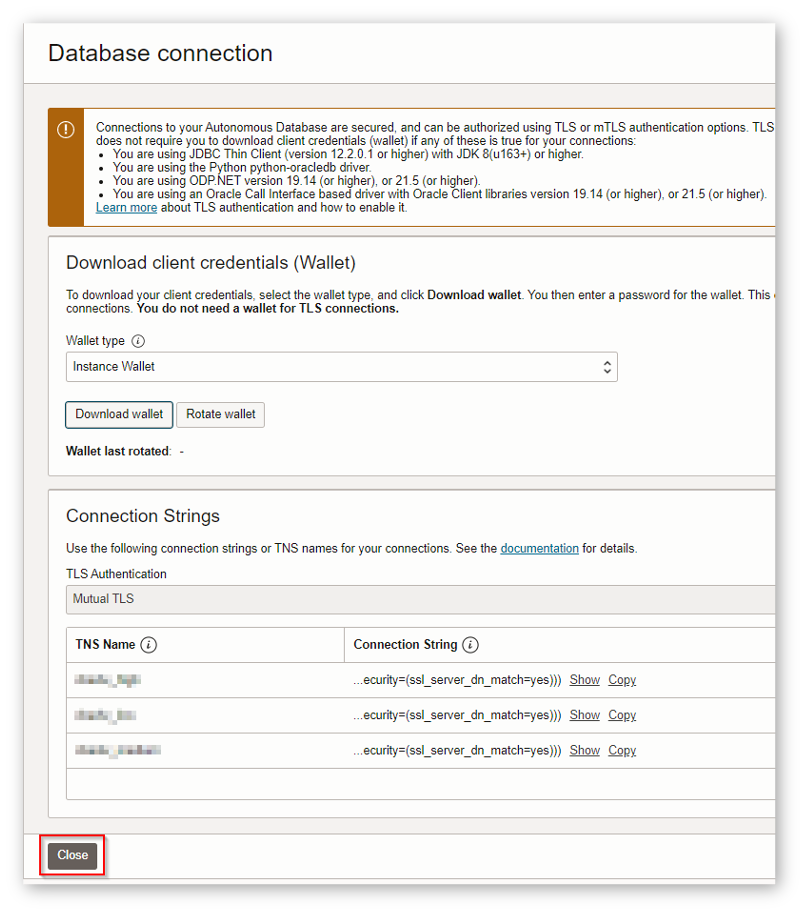 Database connection
Connections to your Autonomous Database are secured, and can be authorized using TLS or mTLS authentication options. TLS
does not require you to download client credentials (wallet) if any of these is true for your connections:
• You are using JDBC Thin Client (version 12.2.0.1 or higher) with JDK 8(u163+) or higher.
• You are using the Python python-oracledb driver.
• You are using ODP.NET version 19.14 (or higher), or 21.5 (or higher).
• You are using an Oracle Call Interface based driver with Oracle Client libraries version 19.14 (or higher), or 21.5 (or higher).
Learn more about TLS authentication and how to enable it.
Download client credentials (Wallet)
To download your client credentials, select the wallet type, and click Download wallet. You then enter a password for the wallet. This
connections. You do not need a wallet for TLS connections.
Wallet type
Instance Wallet
Download wallet Rotate wallet
Wallet last rotated: -
Connection Strings
Use the following connection strings or TNS names for your connections. See the documentation for details.
TLS Authentication
Mutual TLS
TNS Name Connection String
...ecurity=(ssl_server_dn_match=yes))) Show Copy
...ecurity=(ssl_server_dn_match=yes))) Show Copy
...ecurity=(ssl_server_dn_match=yes))) Show Copy
Close